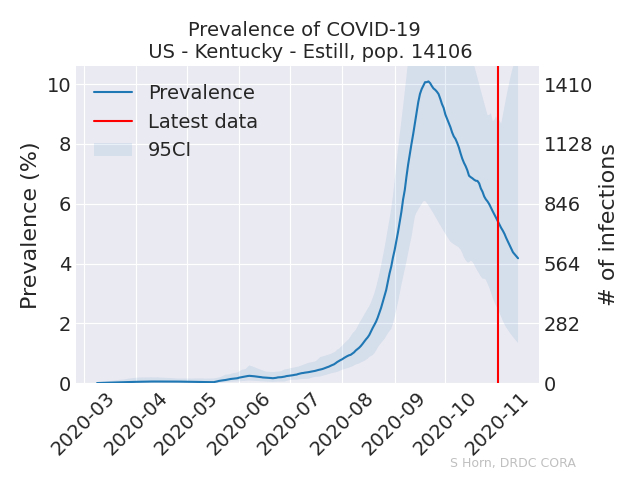 Prevalence of COVID-19
US - Kentucky - Estill, pop. 14106
Prevalence
Latest data
95CI
Prevalence (%)
10
8
6
4
2
0
1410
1128
846
564
282
0
# of infections
2020-03
2020-04
2020-05
2020-06
2020-07
2020-08
2020-09
2020-10
2020-11
S Horn, DRDC CORA